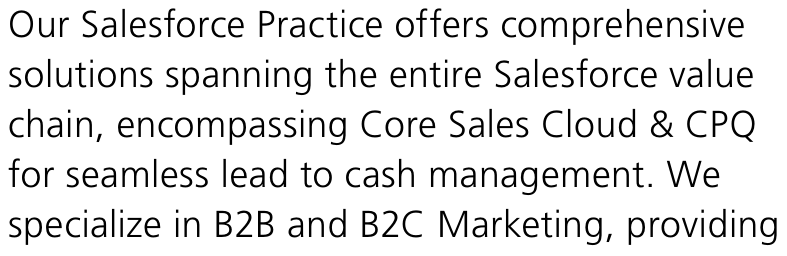 Our Salesforce Practice offers comprehensive
solutions spanning the entire Salesforce value
chain, encompassing Core Sales Cloud & CPQ
for seamless lead to cash management. We
specialize in B2B and B2C Marketing, providing